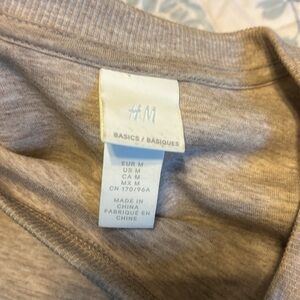 H&M
BASICS / BASIQUES
EUR M
US M
CA M
MX M
CN 170/96A
MADE IN
CHINA
FABRIQUÉ EN
CHINE